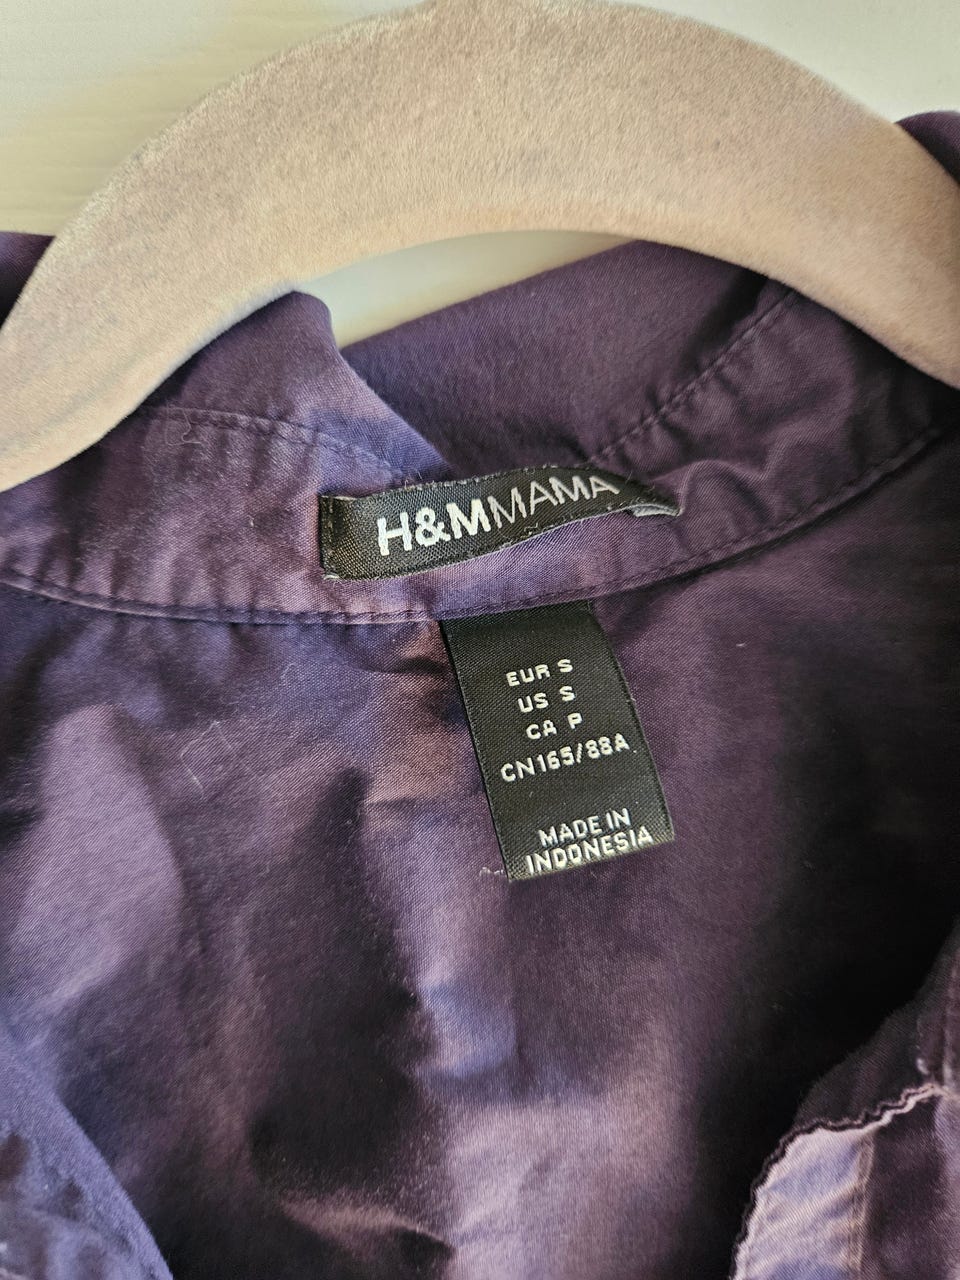 H&MMAMA
EUR S
US S
CA P
CN165/88A
MADE IN
INDONESIA